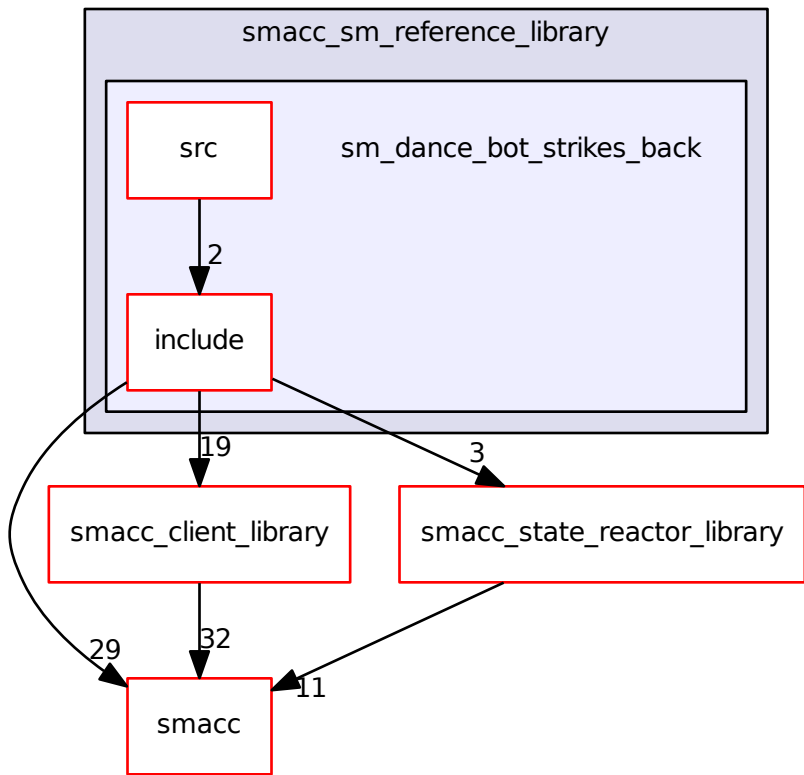 smacc_sm_reference_library
src
sm_dance_bot_strikes_back
2
include
19
3
smacc_client_library
smacc_state_reactor_library
29
32
11
smacc